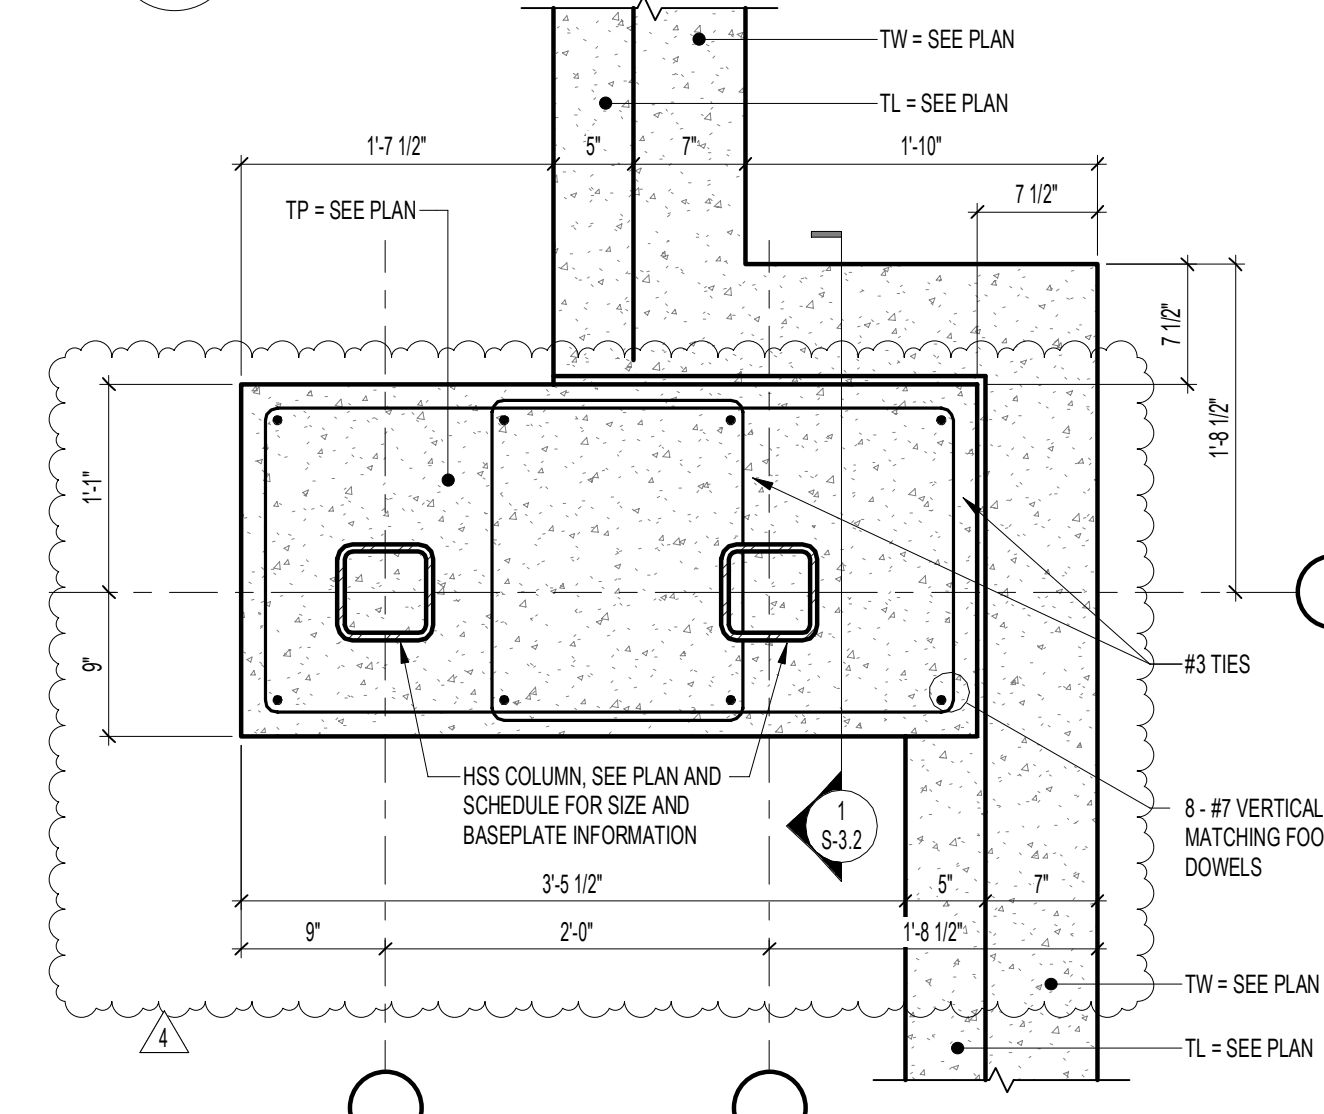 TW = SEE PLAN
TL = SEE PLAN
1'-7 1/2"
5"
7"
1'-10"
7 1/2"
TP = SEE PLAN
7 1/2"
1'-8 1/2"
1'-1"
9"
#3 TIES
HSS COLUMN, SEE PLAN AND
SCHEDULE FOR SIZE AND
BASEPLATE INFORMATION
1
S-3.2
8 - #7 VERTICAL
MATCHING FOO
DOWELS
3'-5 1/2"
5"
7"
9"
2'-0"
1'-8 1/2"
TW = SEE PLAN
4
TL = SEE PLAN